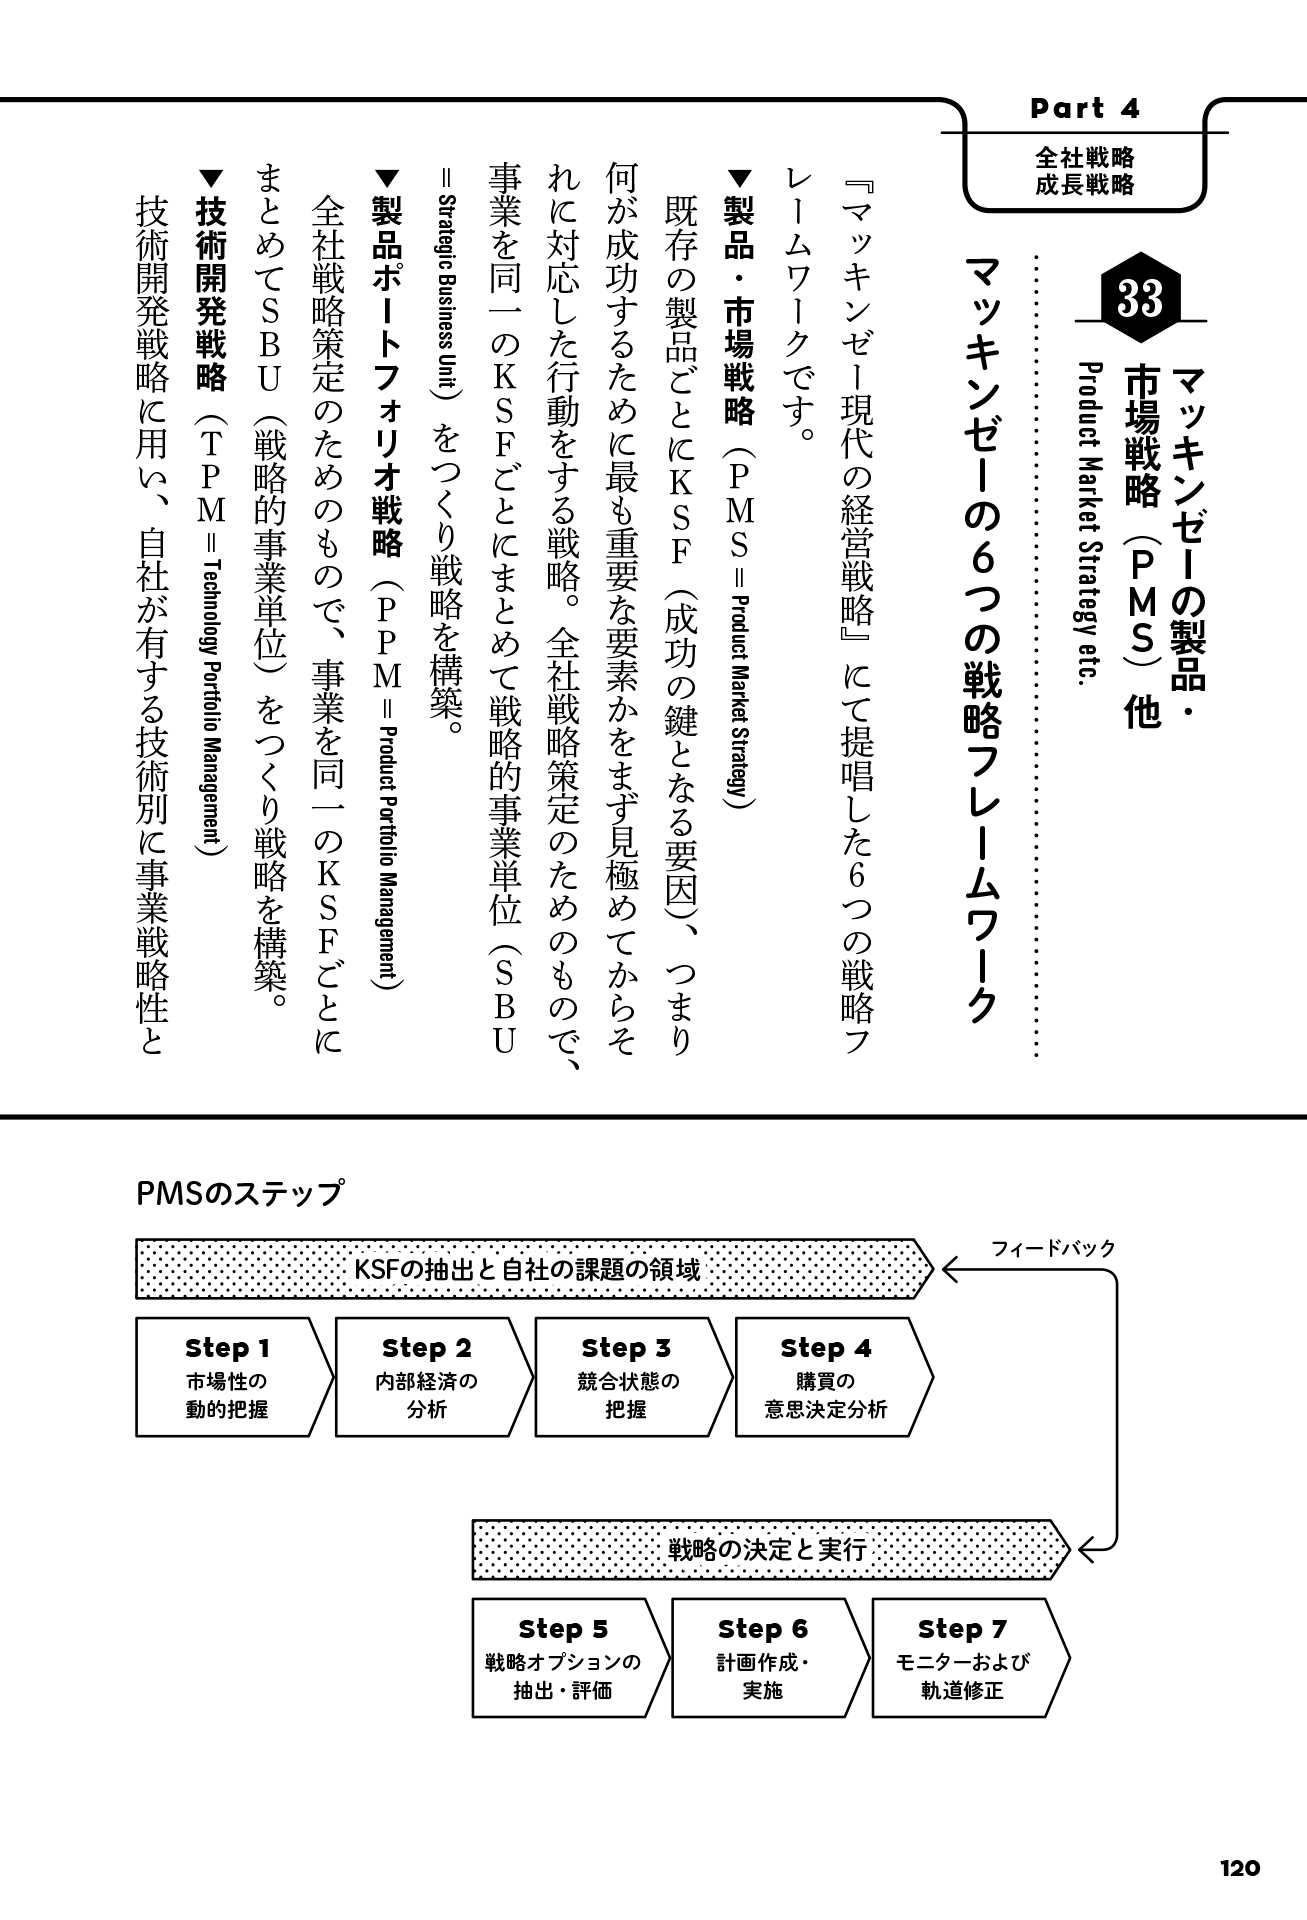 Part 4
全社戦略
成長戦略
33
マッキンゼーの製品・
市場戦略（PMS）他
Product Market Strategy etc.
マッキンゼーの6つの戦略フレームワーク
『マッキンゼー現代の経営戦略』にて提唱した6つの戦略フ
レームワークです。
▼製品・市場戦略（PMS＝Product Market Strategy）
既存の製品ごとにKSF（成功の鍵となる要因）、つまり
何が成功するために最も重要な要素かをまず見極めてからそ
れに対応した行動をする戦略。全社戦略策定のためのもので、
事業を同一のKSFごとにまとめて戦略的事業単位（SBU
＝Strategic Business Unit）をつくり戦略を構築。
▼製品ポートフォリオ戦略（PPM＝Product Portfolio Management）
全社戦略策定のためのもので、事業を同一のKSFごとに
まとめてSBU（戦略的事業単位）をつくり戦略を構築。
▼技術開発戦略（TPM＝Technology Portfolio Management）
技術開発戦略に用い、自社が有する技術別に事業戦略性と
PMSのステップ
KSFの抽出と自社の課題の領域
フィードバック
Step 1
市場性の
動的把握
Step 2
内部経済の
分析
Step 3
競合状態の
把握
Step 4
購買の
意思決定分析
戦略の決定と実行
Step 5
戦略オプションの
抽出・評価
Step 6
計画作成・
実施
Step 7
モニターおよび
軌道修正
120